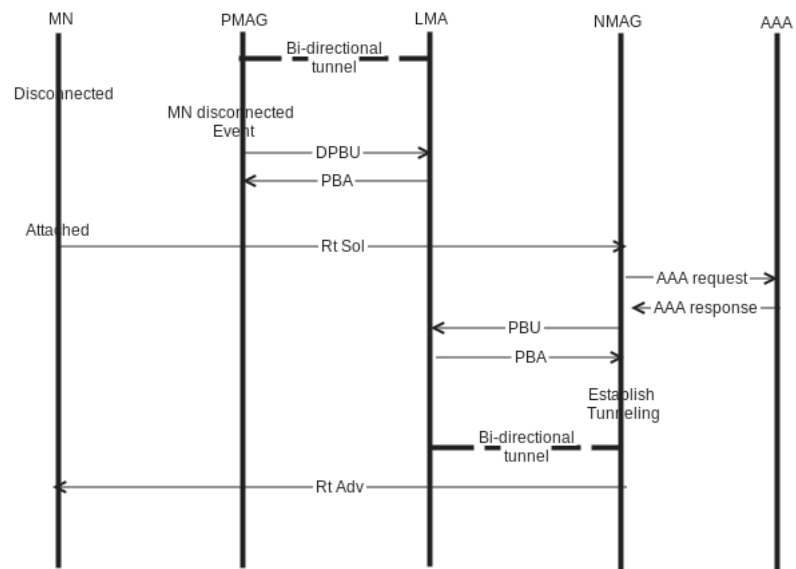 MN
PMAG
LMA
NMAG
AAA
Bi-directional
tunnel
Disconnected
MN disconnected
Event
DPBU
PBA
Attached
Rt Sol
AAA request
AAA response
PBU
PBA
Establish
Tunneling
Bi-directional
tunnel
Rt Adv